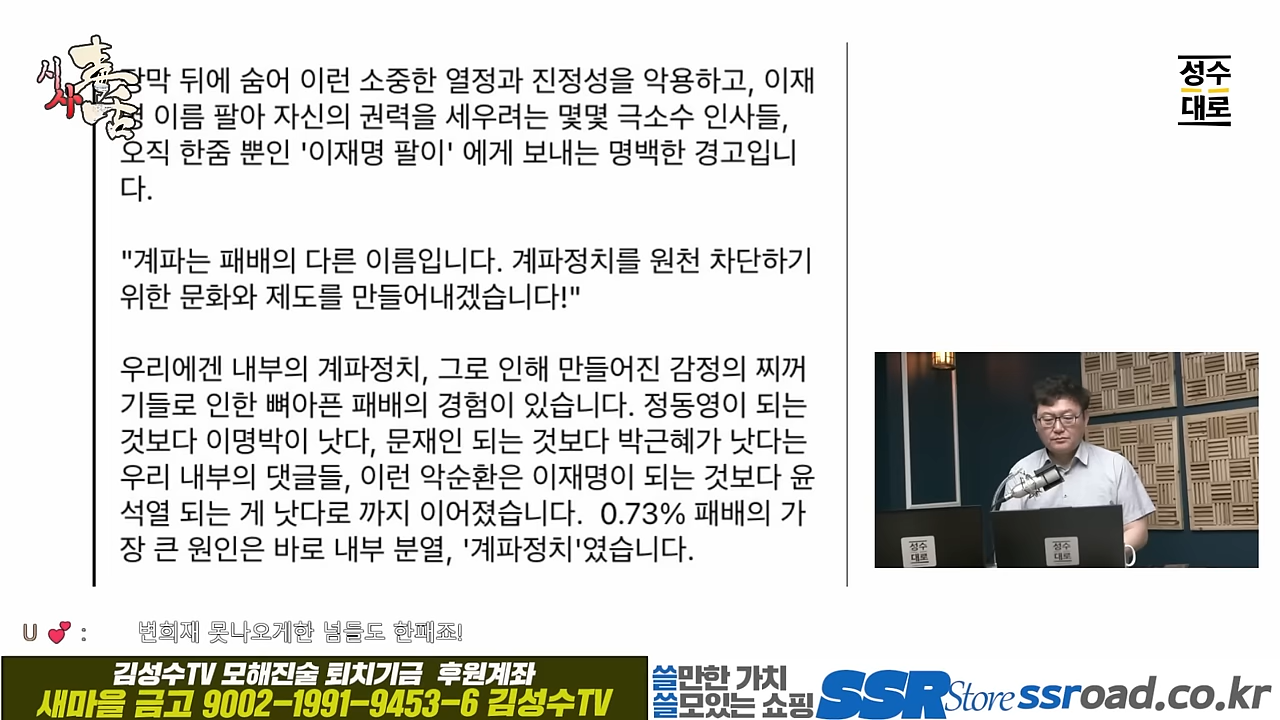 시사
성수
대로
막 뒤에 숨어 이런 소중한 열정과 진정성을 악용하고, 이재
이름 팔아 자신의 권력을 세우려는 몇몇 극소수 인사들,
오직 한줌 뿐인 '이재명 팔이' 에게 보내는 명백한 경고입니
다.
"계파는 패배의 다른 이름입니다. 계파정치를 원천 차단하기
위한 문화와 제도를 만들어내겠습니다!"
우리에겐 내부의 계파정치, 그로 인해 만들어진 감정의 찌꺼
기들로 인한 뼈아픈 패배의 경험이 있습니다. 정동영이 되는
것보다 이명박이 낫다, 문재인 되는 것보다 박근혜가 낫다는
우리 내부의 댓글들, 이런 악순환은 이재명이 되는 것보다 윤
석열 되는 게 낫다로 까지 이어졌습니다. 0.73% 패배의 가
장 큰 원인은 바로 내부 분열, '계파정치'였습니다.
성수
대로
성수
대로
U 💕 : 변희재 못나오게한 넘들도 한패죠!
김성수TV 모해진술 퇴치기금 후원계좌
새마을 금고 9002-1991-9453-6 김성수TV
쓸만한 가치
쓸모있는 쇼핑
SSR Store ssroad.co.kr